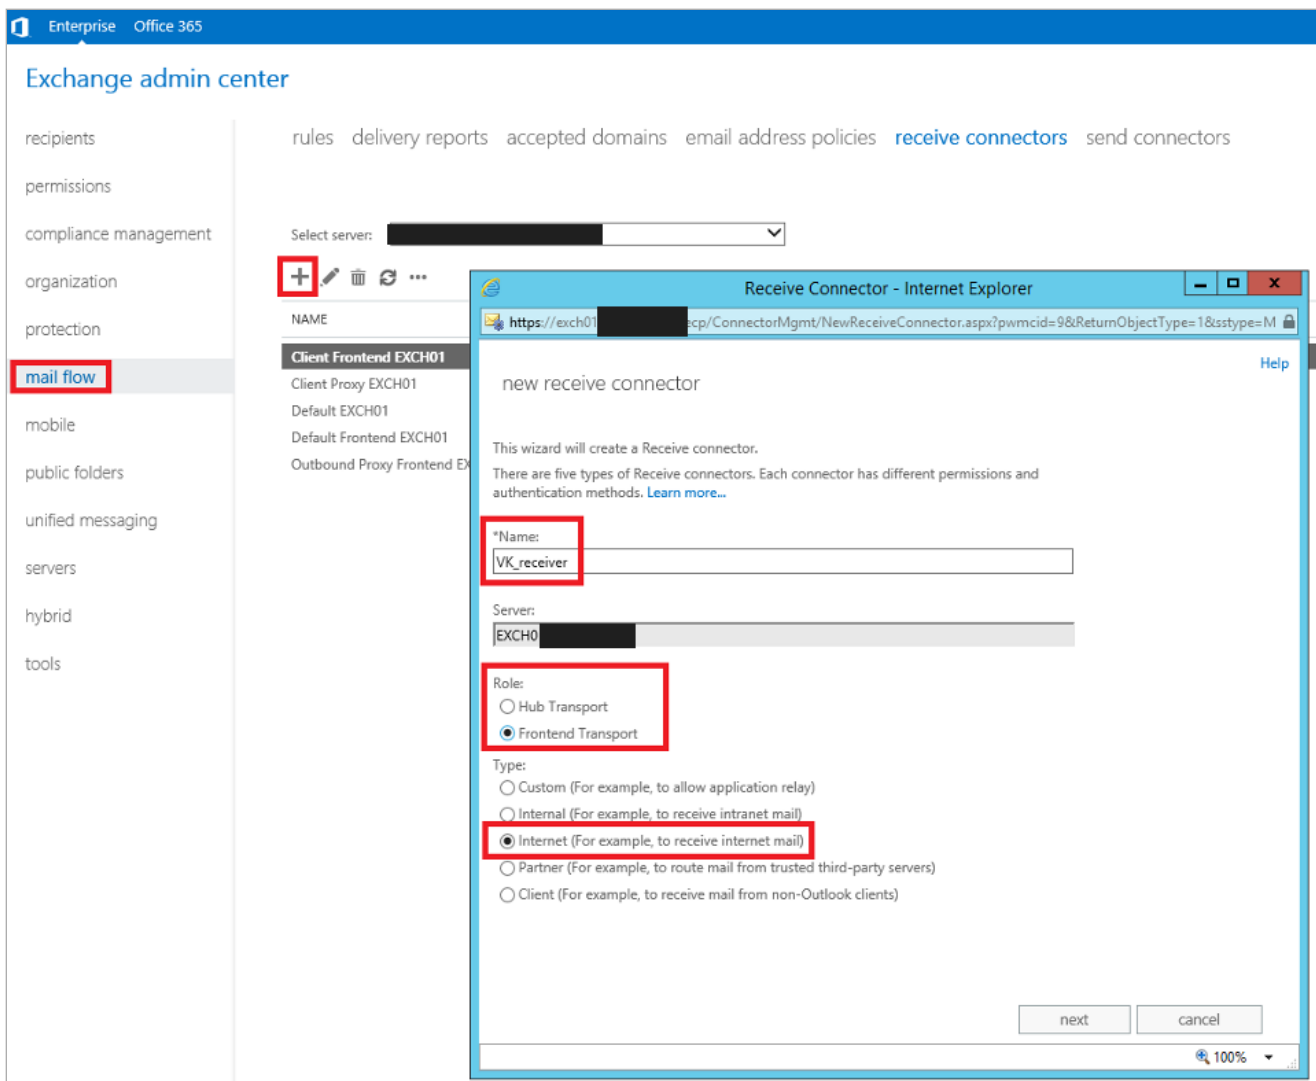 Enterprise Office 365
Exchange admin center
recipients
permissions
compliance management
organization
protection
mail flow
mobile
public folders
unified messaging
servers
hybrid
tools
rules delivery reports accepted domains email address policies receive connectors send connectors
Select server:
NAME
Client Frontend EXCH01
Client Proxy EXCH01
Default EXCH01
Default Frontend EXCH01
Outbound Proxy Frontend EX
Receive Connector - Internet Explorer
https://exch01 ecp/ConnectorMgmt/NewReceiveConnector.aspx?pwmcid=9&ReturnObjectType=1&sstype=M
Help
new receive connector
This wizard will create a Receive connector.
There are five types of Receive connectors. Each connector has different permissions and
authentication methods. Learn more...
*Name:
VK_receiver
Server:
EXCH0
Role:
Hub Transport
Frontend Transport
Type:
Custom (For example, to allow application relay)
Internal (For example, to receive intranet mail)
Internet (For example, to receive internet mail)
Partner (For example, to route mail from trusted third-party servers)
Client (For example, to receive mail from non-Outlook clients)
next cancel
100%